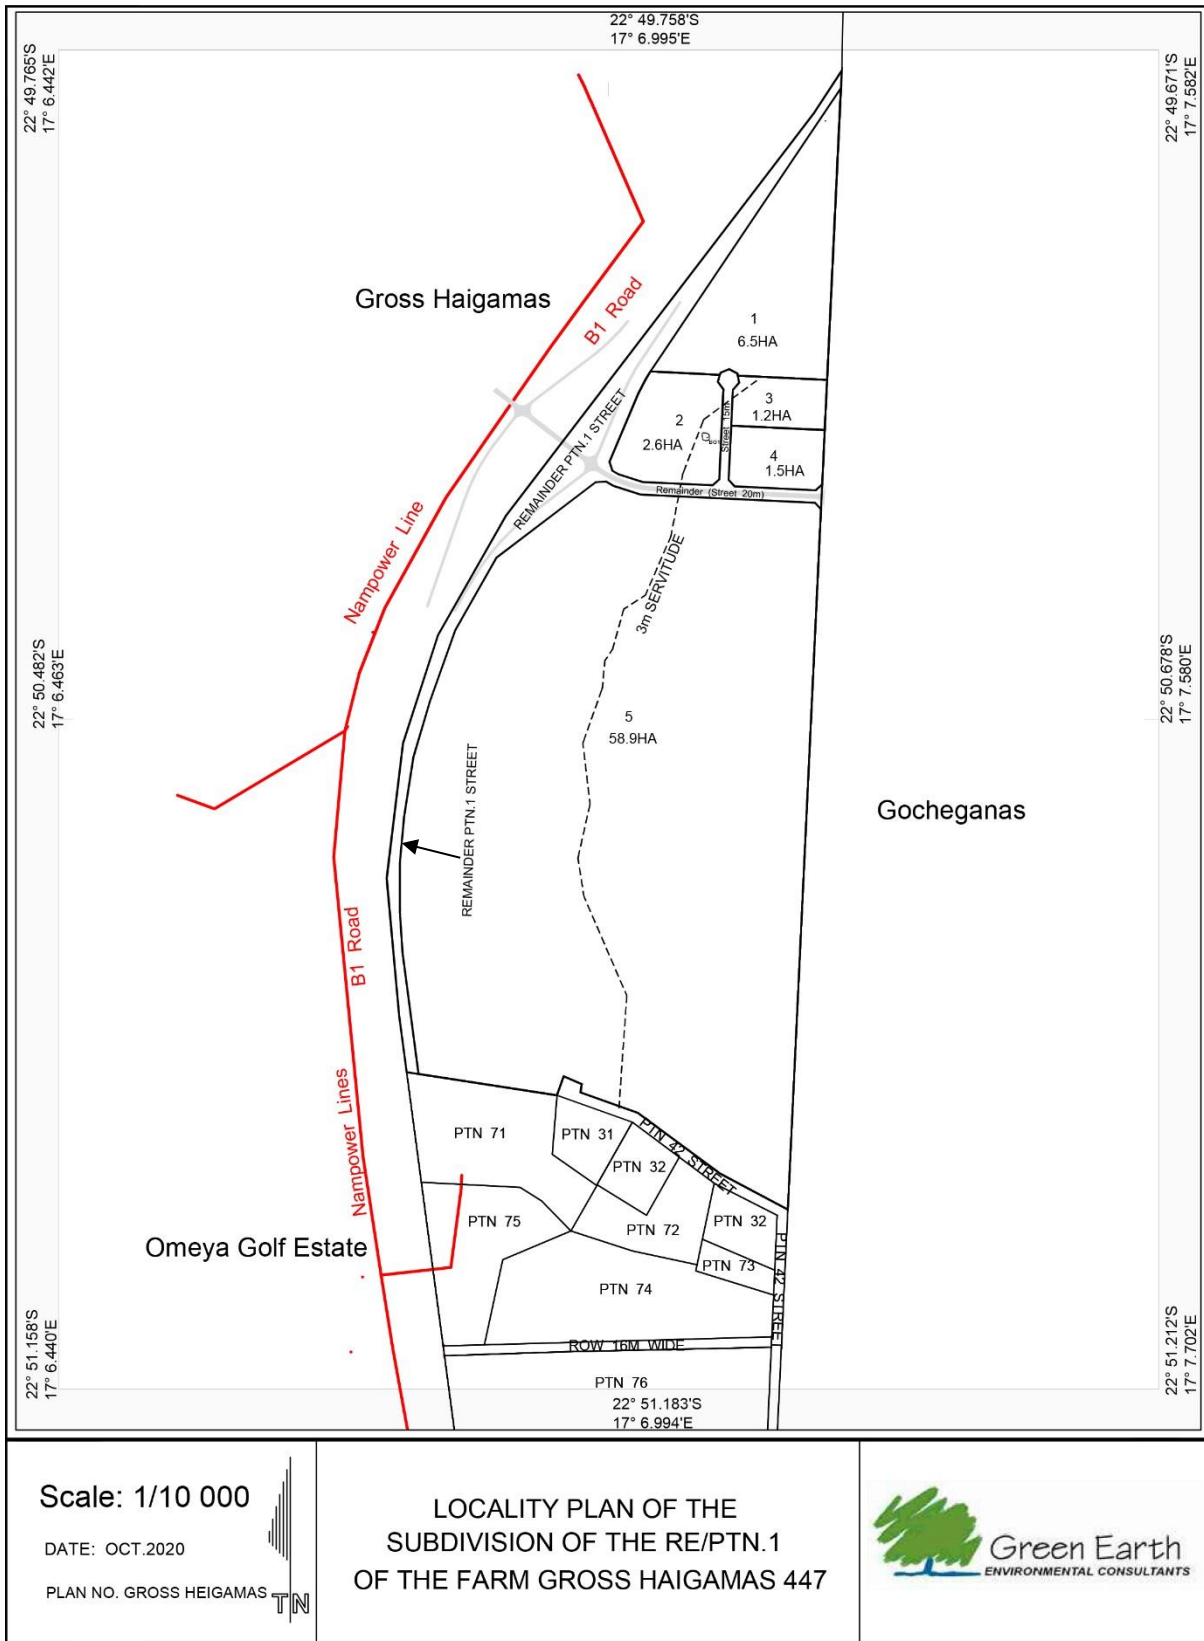 22° 49.758'S
17° 6.995'E
22° 49.765'S
17° 6.442'E
22° 49.671'S
17° 7.582'E
Gross Haigamas
B1 Road
1
6.5HA
REMAINDER PTN.1 STREET
2
2.6HA
Street 15m
3
1.2HA
4
1.5HA
Remainder (Street 20m)
Nampower Line
3m SERVITUDE
22° 50.482'S
17° 6.463'E
22° 50.678'S
17° 7.580'E
5
58.9HA
REMAINDER PTN.1 STREET
Gocheganas
B1 Road
Nampower Lines
PTN 71
PTN 31
PTN 42 STREET
PTN 32
PTN 75
PTN 72
PTN 32
Omeya Golf Estate
PTN 73
PTN 42 STREET
PTN 74
ROW 16M WIDE
22° 51.158'S
17° 6.440'E
22° 51.212'S
17° 7.702'E
PTN 76
22° 51.183'S
17° 6.994'E
Scale: 1/10 000
DATE: OCT.2020
PLAN NO. GROSS HEIGAMAS
TN
LOCALITY PLAN OF THE
SUBDIVISION OF THE RE/PTN.1
OF THE FARM GROSS HAIGAMAS 447
Green Earth
ENVIRONMENTAL CONSULTANTS